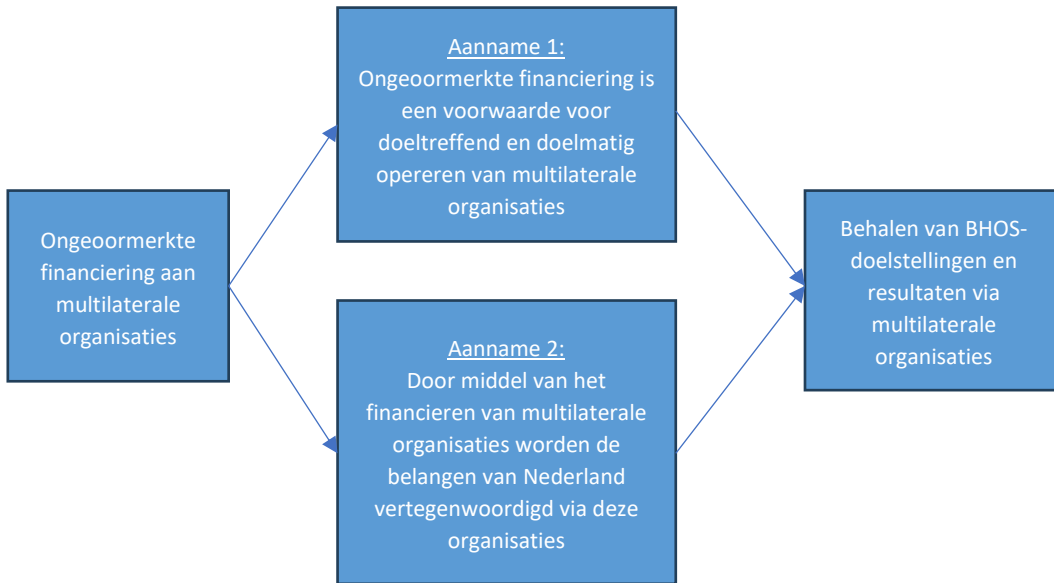 Ongeoormerkte
financiering aan
multilaterale
organisaties
Aanname 1:
Ongeoormerkte financiering is
een voorwaarde voor
doeltreffend en doelmatig
opereren van multilaterale
organisaties
Aanname 2:
Door middel van het
financieren van multilaterale
organisaties worden de
belangen van Nederland
vertegenwoordigd via deze
organisaties
Behalen van BHOS-
doelstellingen en
resultaten via
multilaterale
organisaties